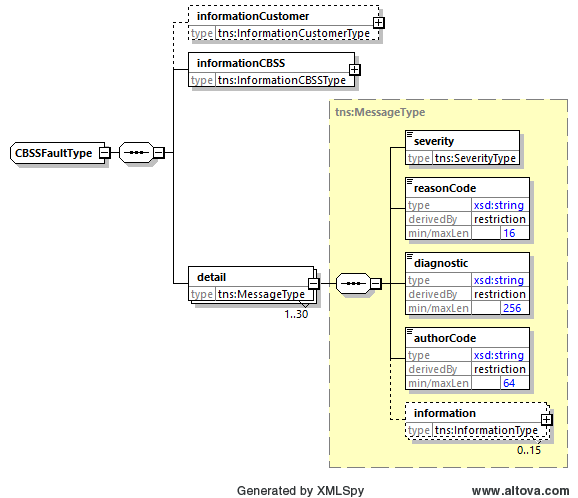 informationCustomer
type tns:InformationCustomerType
informationCBSS
type tns:InformationCBSSType
tns:MessageType
severity
type tns:SeverityType
CBSSFaultType
reasonCode
type xsd:string
derivedBy restriction
min/maxLen 16
diagnostic
type xsd:string
derivedBy restriction
min/maxLen 256
detail
type tns:MessageType
1..30
authorCode
type xsd:string
derivedBy restriction
min/maxLen 64
information
type tns:InformationType
0..15
Generated by XMLSpy www.altova.com